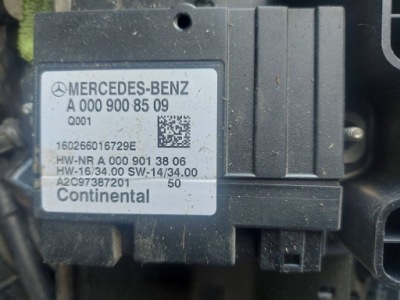 MERCEDES-BENZ
A 000 900 85 09
Q001
160266016729E
HW-NR A 000 901 38 06
HW-16/34.00 SW-14/34.00
A2C97387201 50
Continental